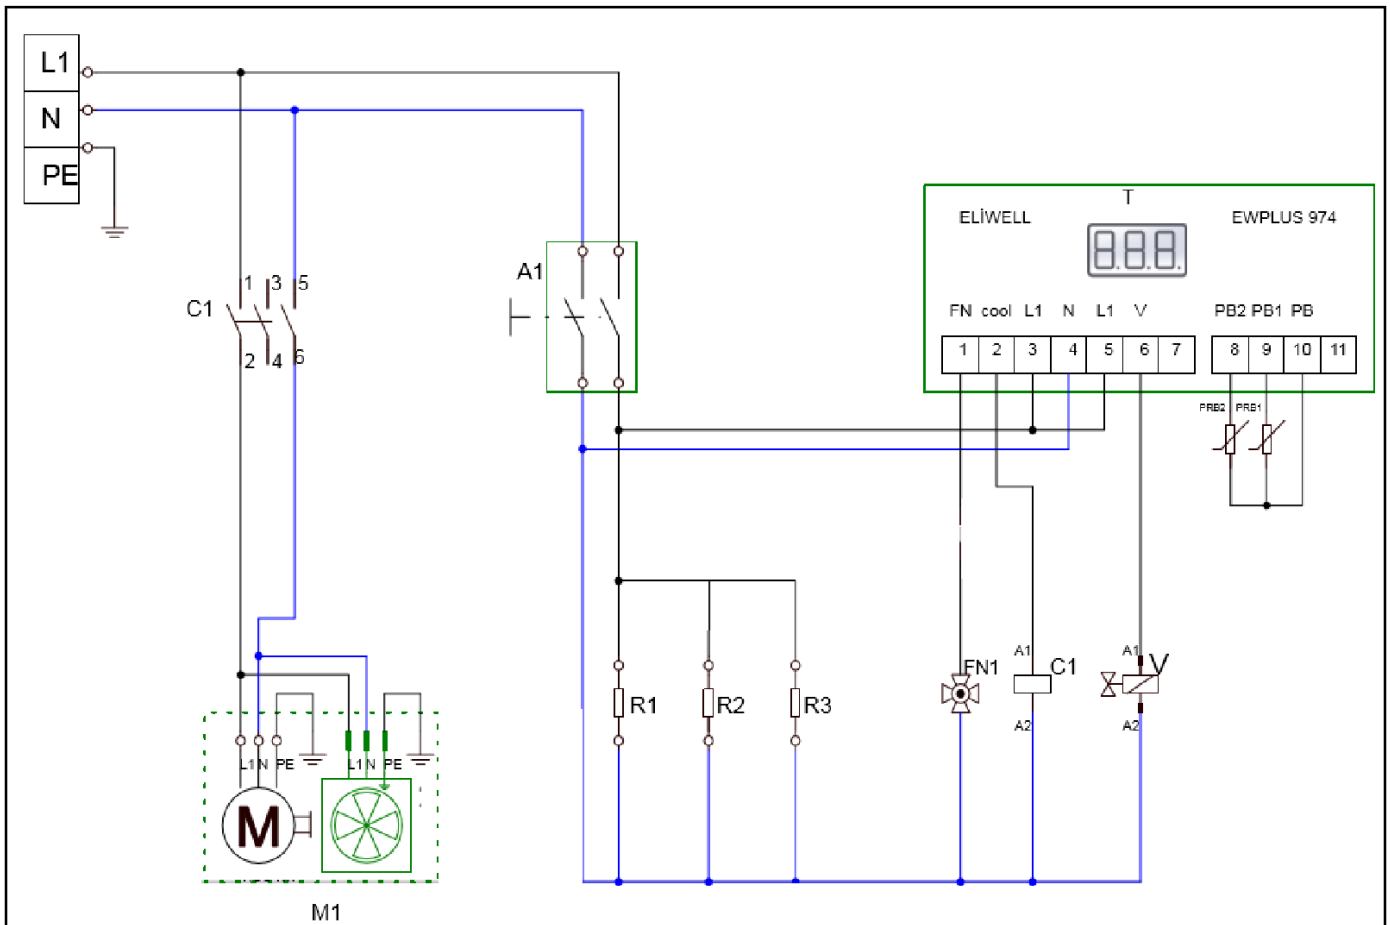 L1
N
PE
T
ELİWELL
EWPLUS 974
A1
1 3 5
C1
2 4 6
FN cool L1 N L1 V
PB2 PB1 PB
1 2 3 4 5 6 7
8 9 10 11
PRB2 PRB1
A1
FN1
C1
A1
V
R1 R2 R3
A2
A2
L1 N PE
L1 N PE
M
M1